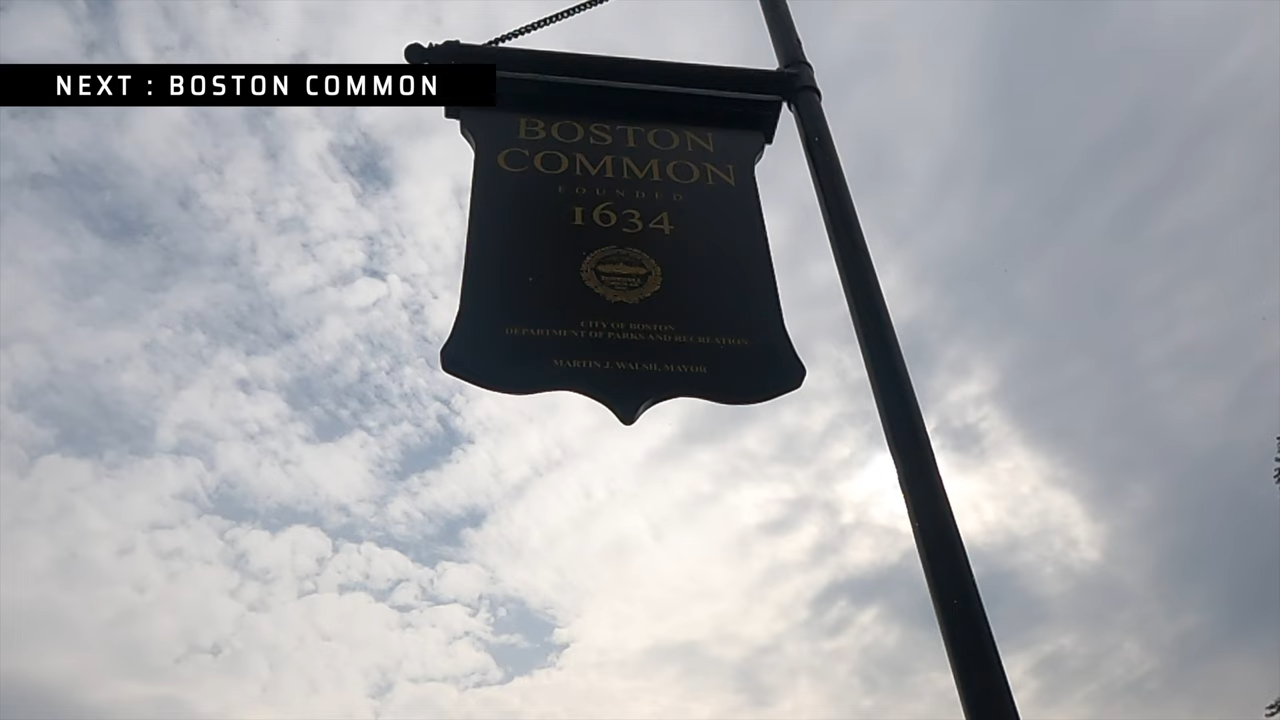 NEXT : BOSTON COMMON
BOSTON
COMMON
FOUNDED
1634
CITY OF BOSTON
DEPARTMENT OF PARKS AND RECREATION
MARTIN J. WALSH, MAYOR